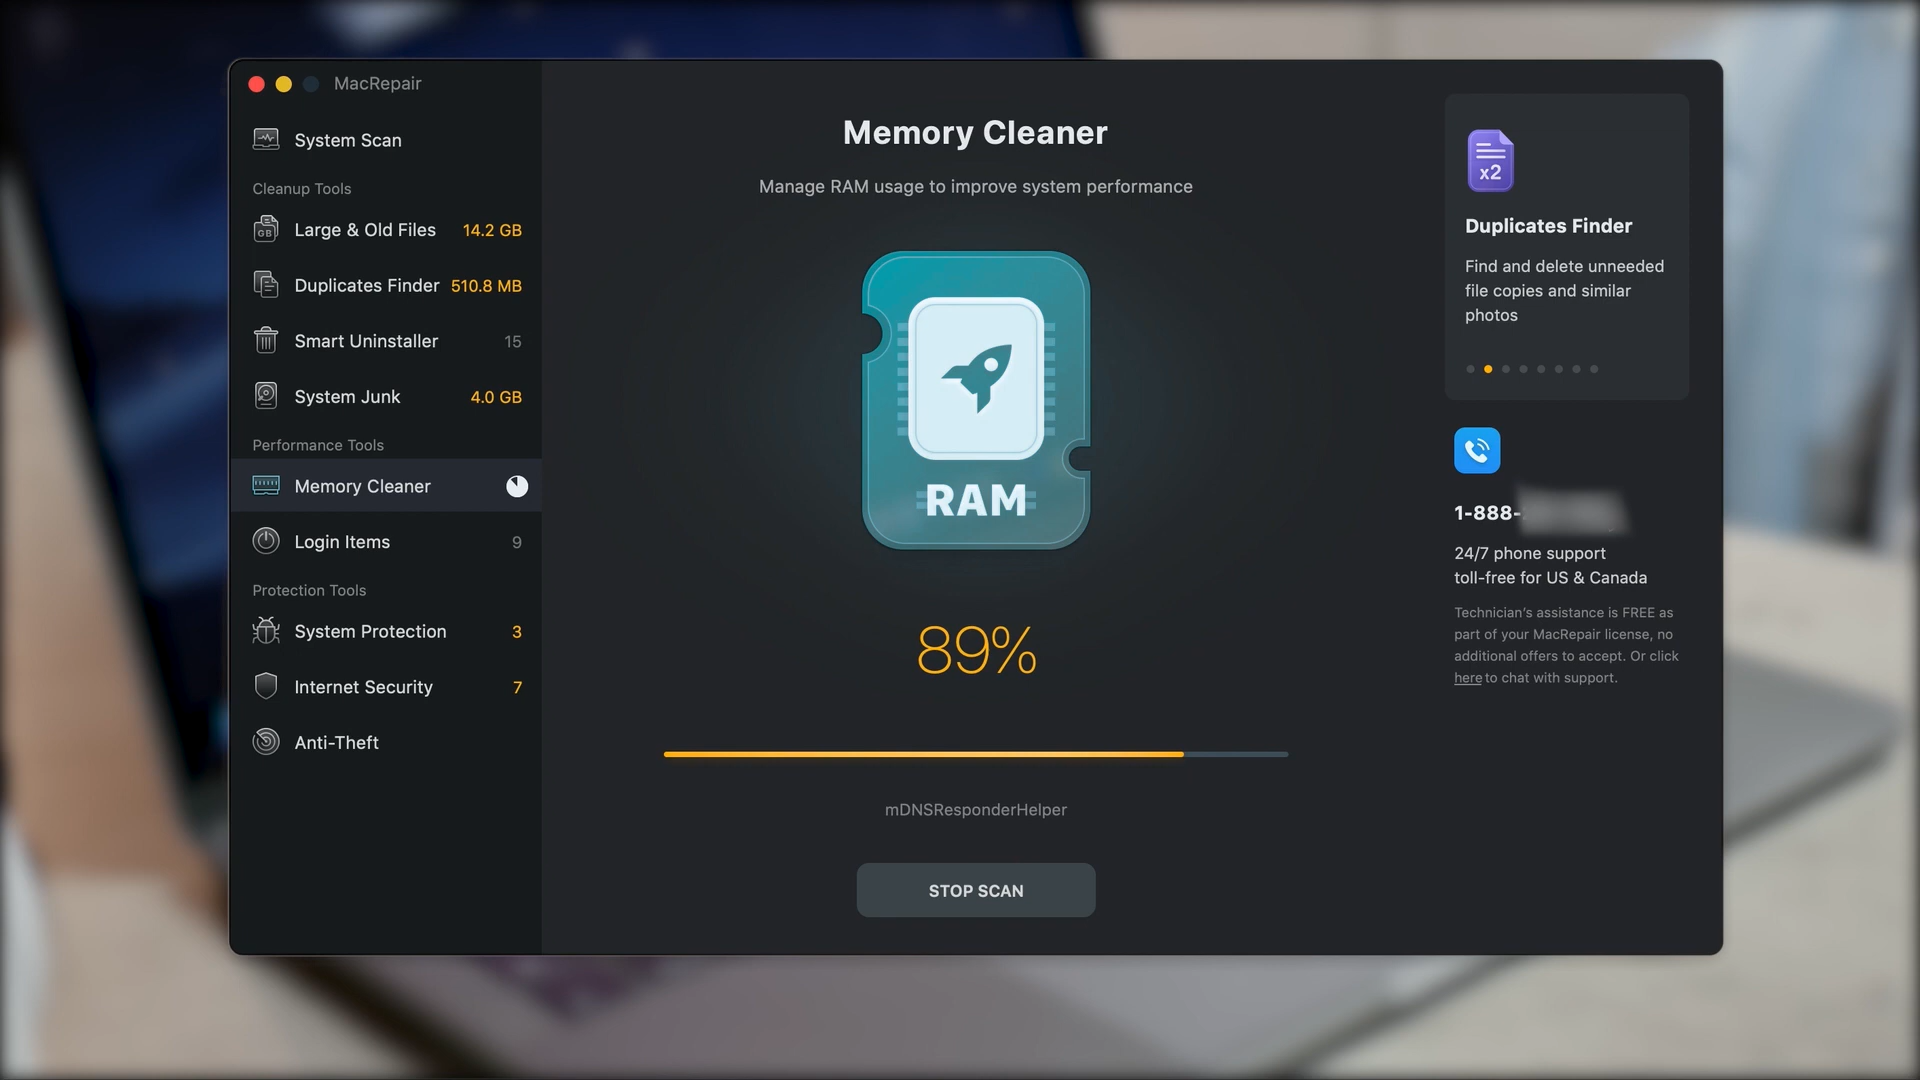 MacRepair
System Scan
Cleanup Tools
Large & Old Files 14.2 GB
Duplicates Finder 510.8 MB
Smart Uninstaller 15
System Junk 4.0 GB
Performance Tools
Memory Cleaner
Login Items 9
Protection Tools
System Protection 3
Internet Security 7
Anti-Theft
Memory Cleaner
Manage RAM usage to improve system performance
RAM
89%
mDNSResponderHelper
STOP SCAN
x2
Duplicates Finder
Find and delete unneeded
file copies and similar
photos
1-888-
24/7 phone support
toll-free for US & Canada
Technician's assistance is FREE as
part of your MacRepair license, no
additional offers to accept. Or click
here to chat with support.